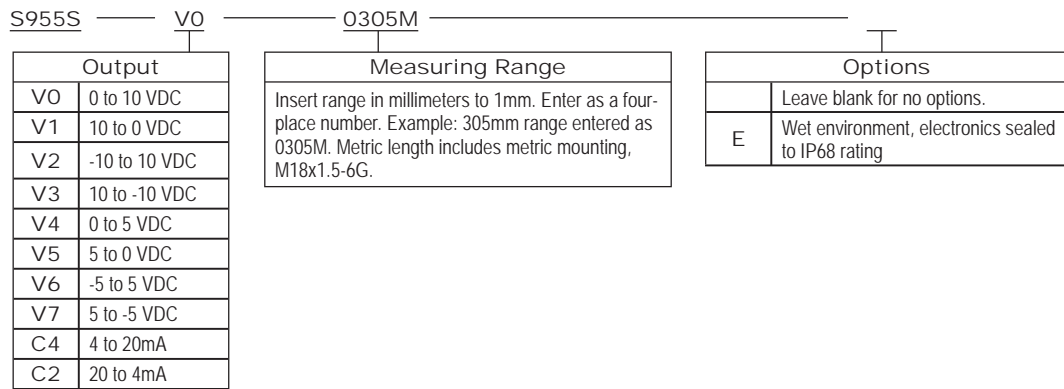 S955S V0 0305M
Output
V0 0 to 10 VDC
V1 10 to 0 VDC
V2 -10 to 10 VDC
V3 10 to -10 VDC
V4 0 to 5 VDC
V5 5 to 0 VDC
V6 -5 to 5 VDC
V7 5 to -5 VDC
C4 4 to 20mA
C2 20 to 4mA
Measuring Range
Insert range in millimeters to 1mm. Enter as a four-
place number. Example: 305mm range entered as
0305M. Metric length includes metric mounting,
M18x1.5-6G.
Options
Leave blank for no options.
E Wet environment, electronics sealed
to IP68 rating